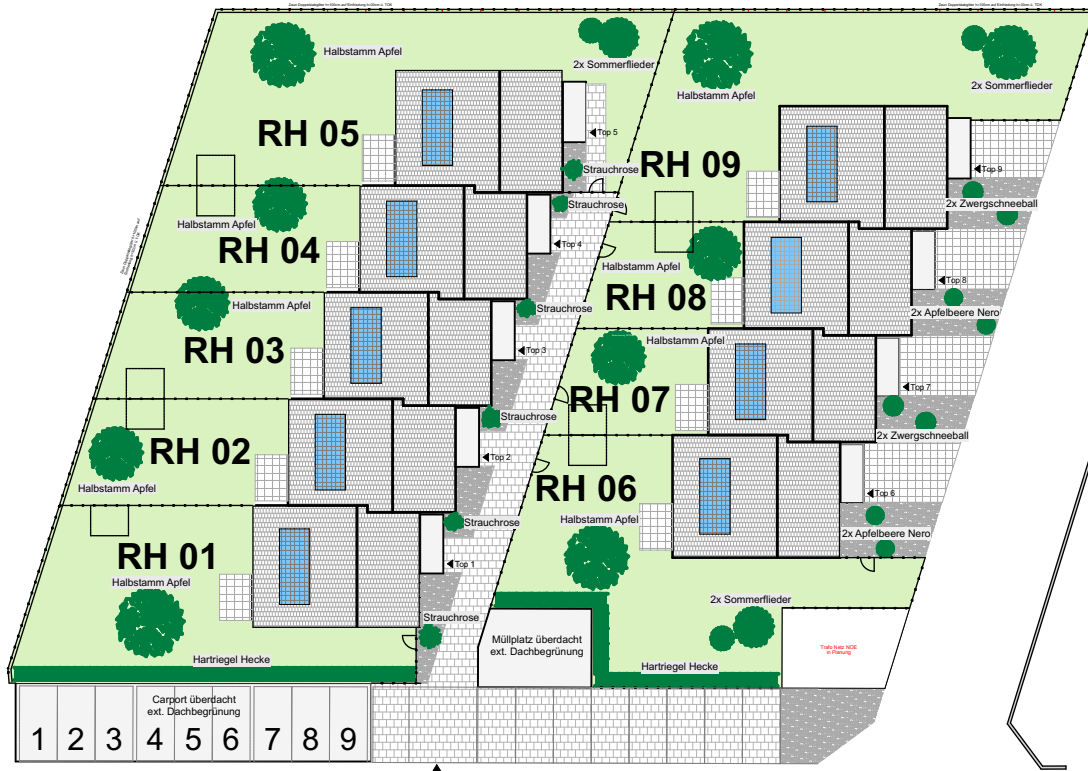 Halbstamm Apfel
2x Sommerflieder
Halbstamm Apfel
2x Sommerflieder
RH 05
Top 5
Strauchrose
RH 09
Top 9
2x Zwergschneeball
Strauchrose
Halbstamm Apfel
RH 04
Top 4
Halbstamm Apfel
RH 08
Top 8
2x Apfelbeere Nero
Halbstamm Apfel
Strauchrose
RH 03
Top 3
Halbstamm Apfel
RH 07
Top 7
2x Zwergschneeball
Strauchrose
RH 02
Top 2
Halbstamm Apfel
RH 06
Top 6
2x Apfelbeere Nero
Strauchrose
Halbstamm Apfel
RH 01
Top 1
Halbstamm Apfel
2x Sommerflieder
Strauchrose
Müllplatz überdacht
ext. Dachbegrünung
Trafo Netz NOE
in Planung
Hartriegel Hecke
Hartriegel Hecke
Carport überdacht
ext. Dachbegrünung
1 2 3 4 5 6 7 8 9